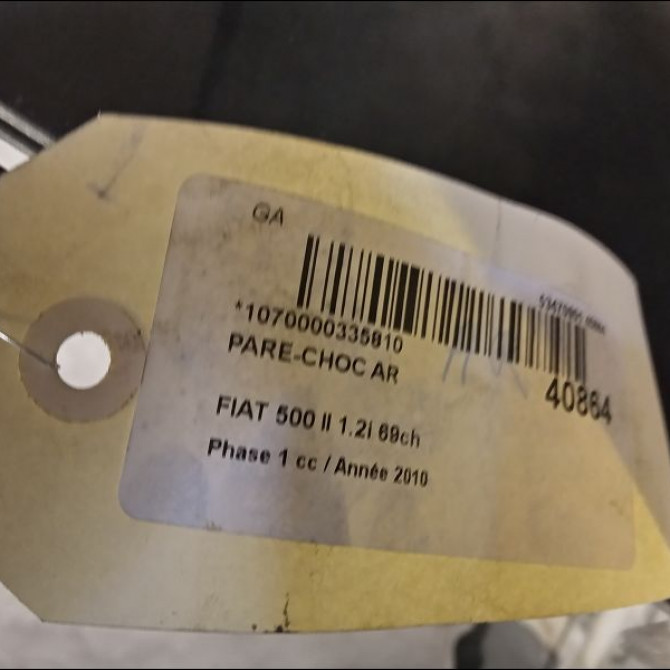 GA
*1070000335810
PARE-CHOC AR
40864
FIAT 500 II 1.2i 69ch
Phase 1 cc / Année 2010